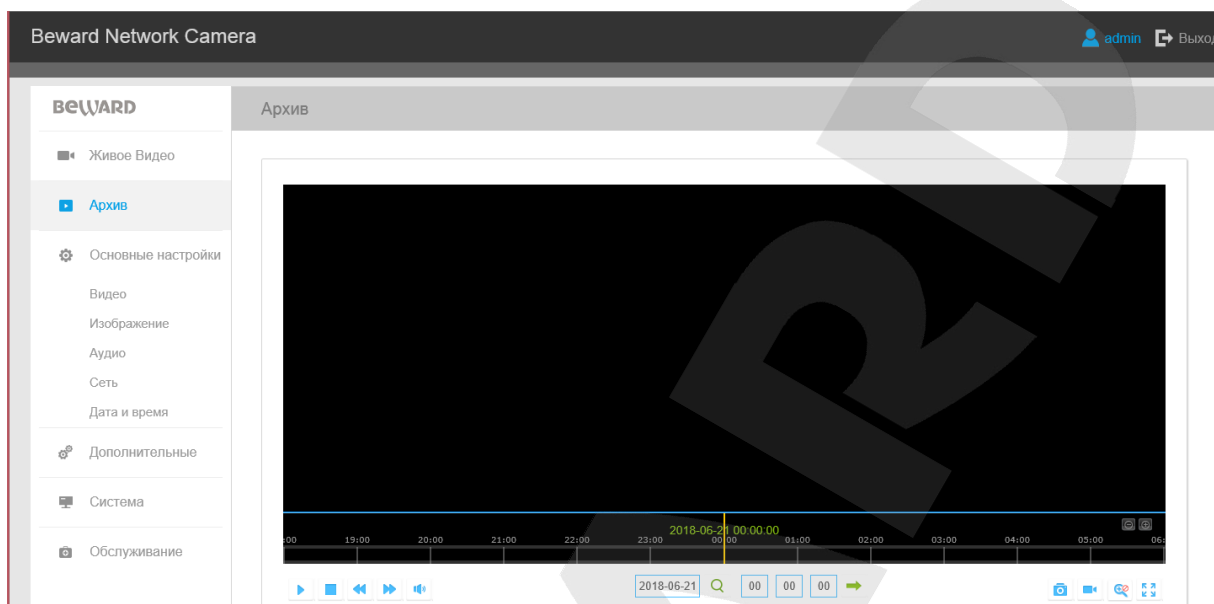 Beward Network Camera
admin
Выход
BEWARD
Архив
Живое Видео
Архив
Основные настройки
Видео
Изображение
Аудио
Сеть
Дата и время
Дополнительные
Система
Обслуживание
2018-06-21 00:00:00
:00 19:00 20:00 21:00 22:00 23:00 00:00 01:00 02:00 03:00 04:00 05:00 06:
2018-06-21 00 00 00